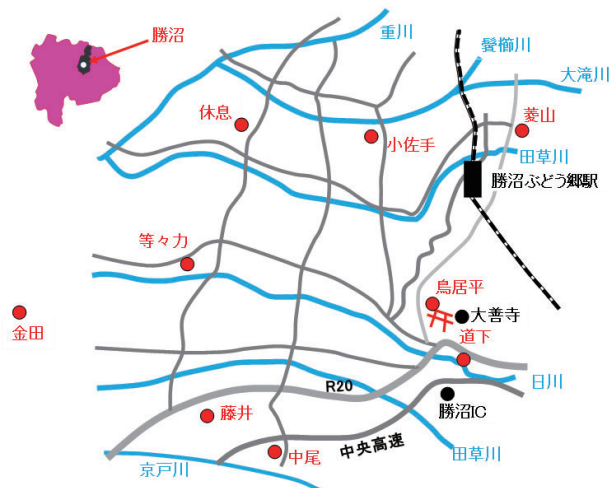 勝沼
重川
鬢櫛川
大滝川
休息
小佐手
菱山
田草川
勝沼ぶどう郷駅
等々力
鳥居平
大善寺
金田
道下
R20
日川
勝沼IC
藤井
中央高速
田草川
中尾
京戸川